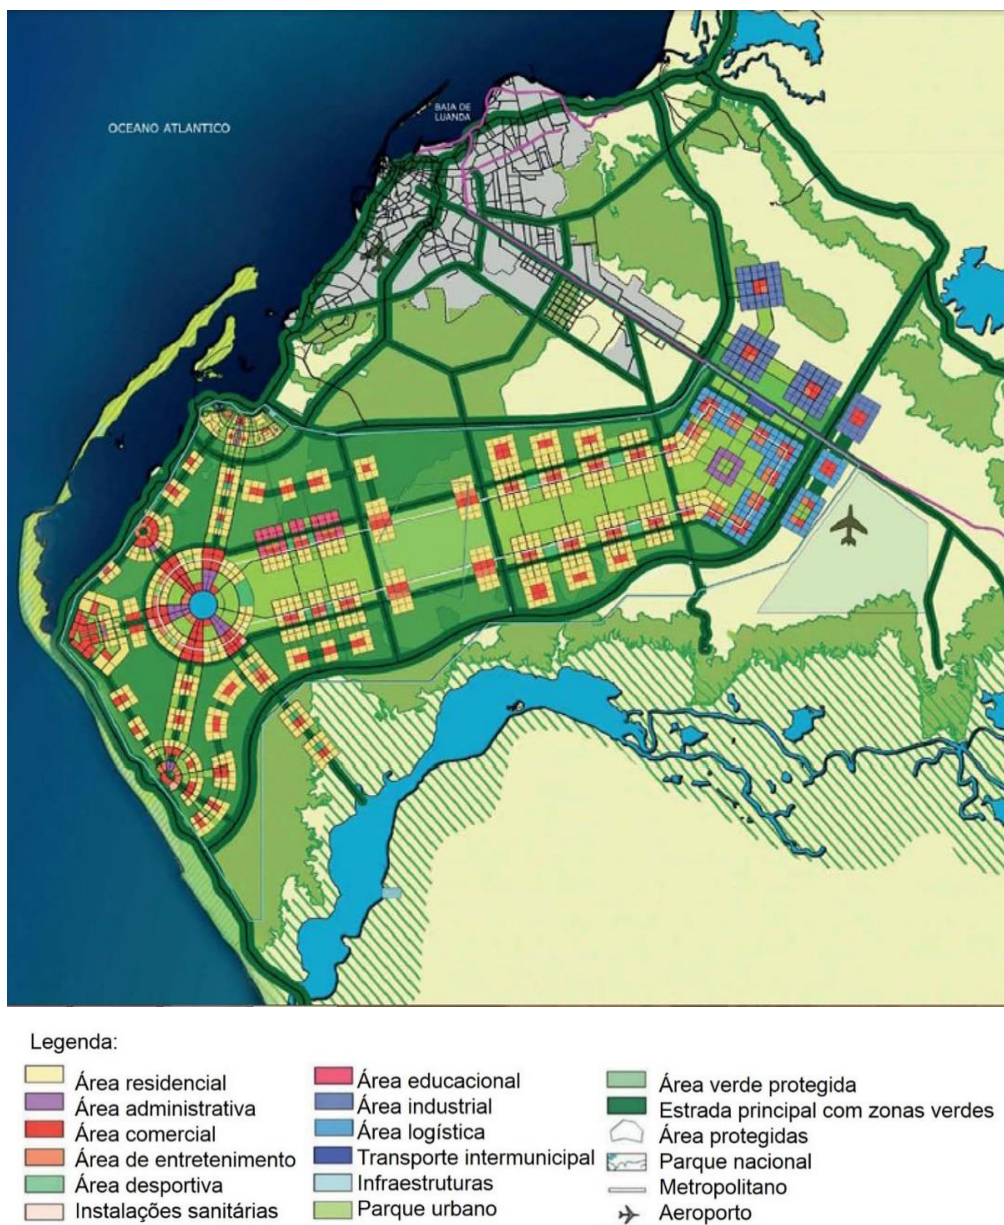 BAIA DE
LUANDA
OCEANO ATLANTICO
Legenda:
Área residencial
Área administrativa
Área comercial
Área de entretenimento
Área desportiva
Instalações sanitárias
Área educacional
Área industrial
Área logística
Transporte intermunicipal
Infraestruturas
Parque urbano
Área verde protegida
Estrada principal com zonas verdes
Área protegidas
Parque nacional
Metropolitano
Aeroporto